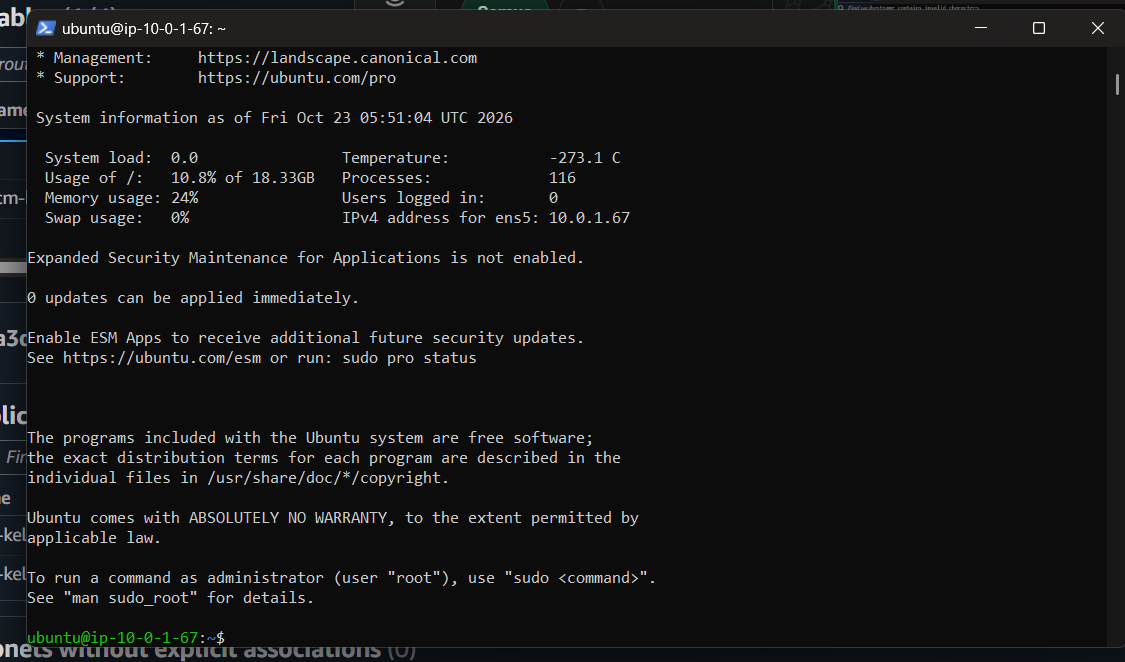 ubuntu@ip-10-0-1-67: ~
* Management:     https://landscape.canonical.com
* Support:        https://ubuntu.com/pro
System information as of Fri Oct 23 05:51:04 UTC 2026
System load:  0.0                Temperature:           -273.1 C
Usage of /:   10.8% of 18.33GB   Processes:             116
Memory usage: 24%                Users logged in:       0
Swap usage:   0%                 IPv4 address for ens5: 10.0.1.67
Expanded Security Maintenance for Applications is not enabled.
0 updates can be applied immediately.
Enable ESM Apps to receive additional future security updates.
See https://ubuntu.com/esm or run: sudo pro status
The programs included with the Ubuntu system are free software;
the exact distribution terms for each program are described in the
individual files in /usr/share/doc/*/copyright.
Ubuntu comes with ABSOLUTELY NO WARRANTY, to the extent permitted by
applicable law.
To run a command as administrator (user "root"), use "sudo <command>".
See "man sudo_root" for details.
ubuntu@ip-10-0-1-67:~$
without explicit associations (0)